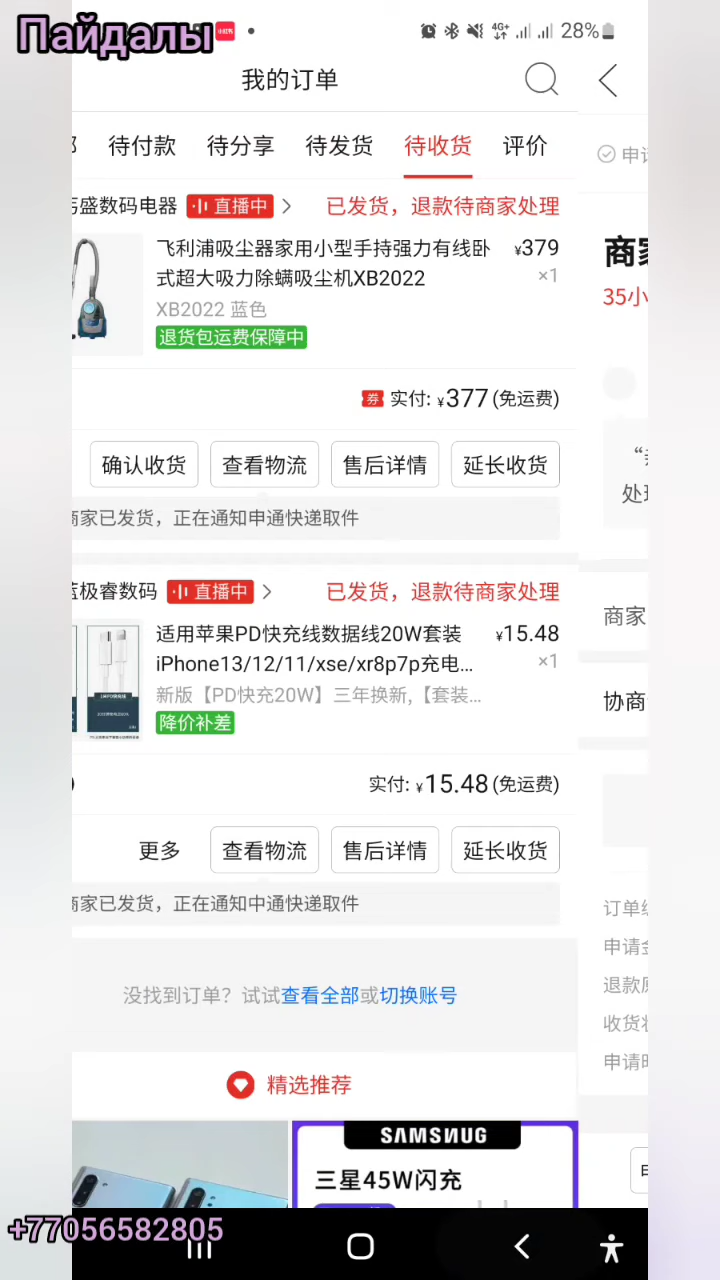 Пайдалы
4G+ 28%
我的订单
待付款 待分享 待发货 待收货 评价
申
盛数码电器 直播中 已发货，退款待商家处理
飞利浦吸尘器家用小型手持强力有线卧 ¥379
式超大吸力除螨吸尘机XB2022 ×1
XB2022 蓝色
退货包运费保障中
商家
35小
券 实付: ¥377 (免运费)
确认收货 查看物流 售后详情 延长收货
商家已发货，正在通知申通快递取件
处理
极睿数码 直播中 已发货，退款待商家处理
适用苹果PD快充线数据线20W套装 ¥15.48
iPhone13/12/11/xse/xr8p7p充电... ×1
新版【PD快充20W】三年换新,【套装...
降价补差
商家
协商
实付: ¥15.48 (免运费)
更多 查看物流 售后详情 延长收货
商家已发货，正在通知中通快递取件
订单
申请
退款
收货
申请
没找到订单？试试查看全部或切换账号
精选推荐
SAMSUNG
三星45W闪充
+77056582805